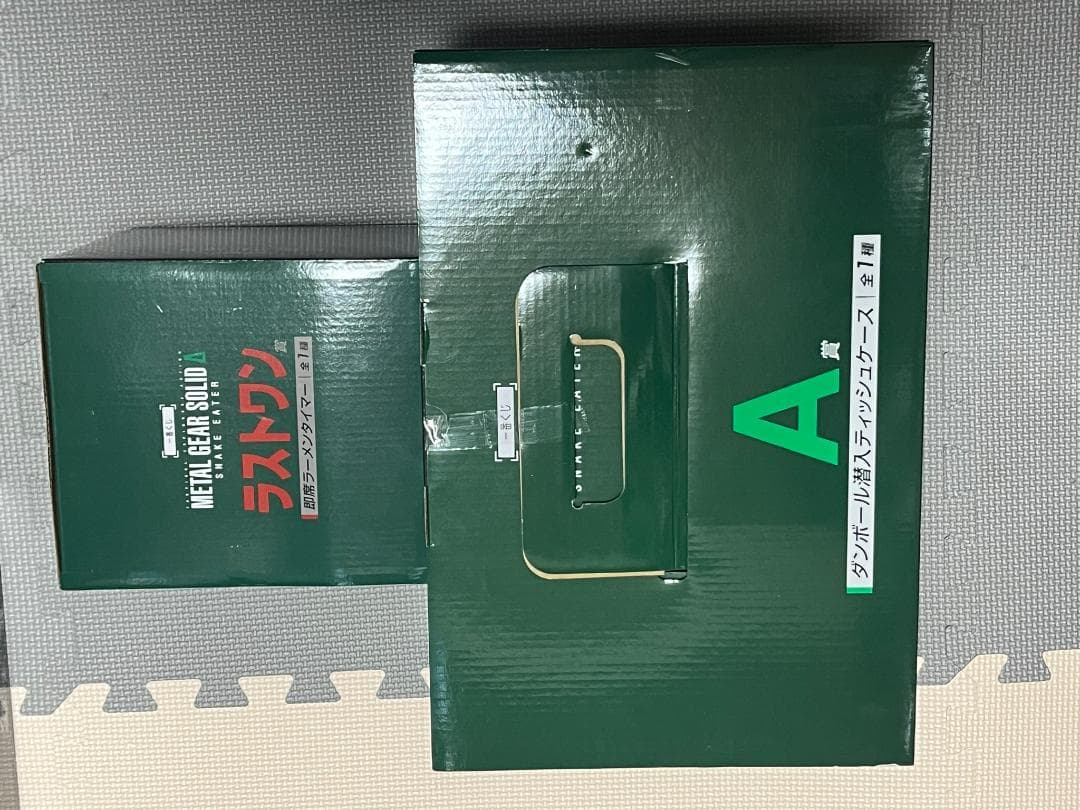 一番くじ
METAL GEAR SOLID Δ
SNAKE EATER
ラストワン賞
即席ラーメンタイマー|全1種
一番くじ
SNAKE EATER
A賞
ダンボール潜入ティッシュケース|全1種